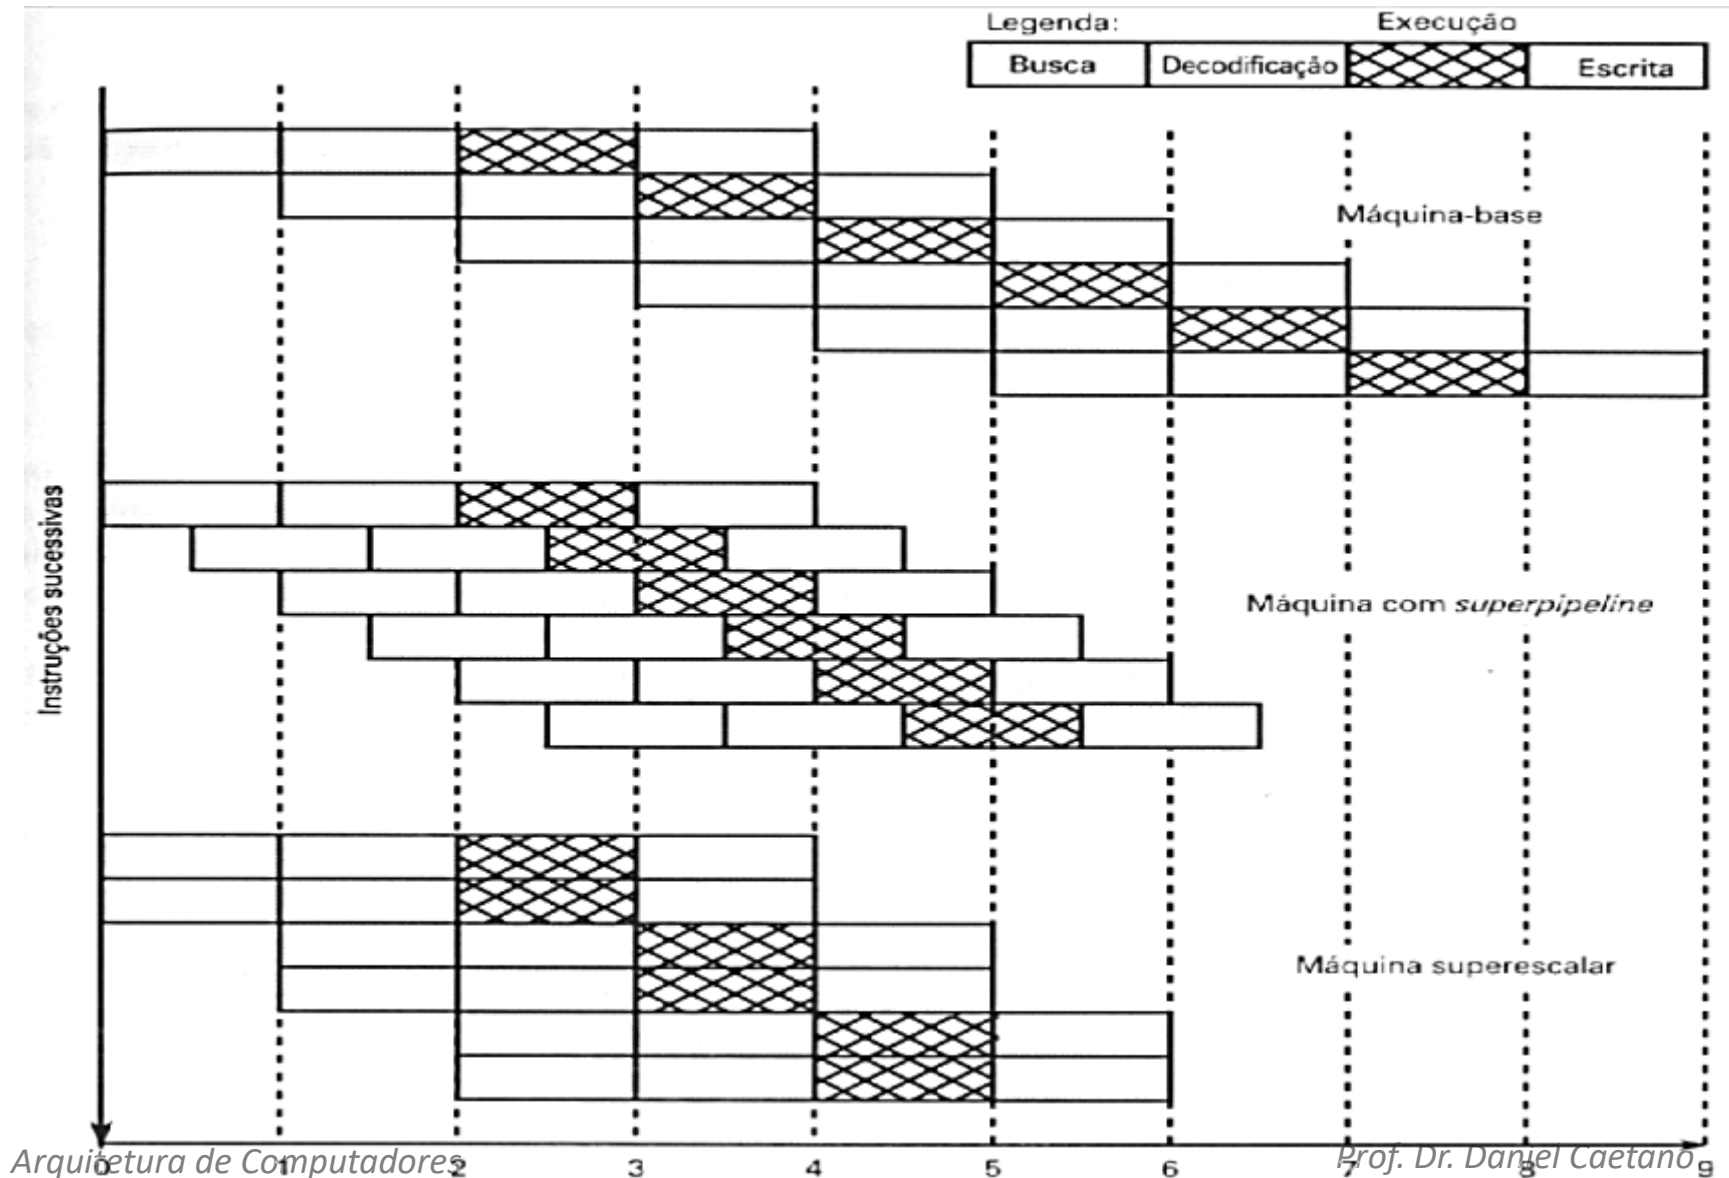 Legenda: Execução
Busca Decodificação Escrita
Máquina-base
Instruções sucessivas
Máquina com superpipeline
Máquina superescalar
0 1 2 3 4 5 6 7 8 9
Arquitetura de Computadores Prof. Dr. Daniel Caetano